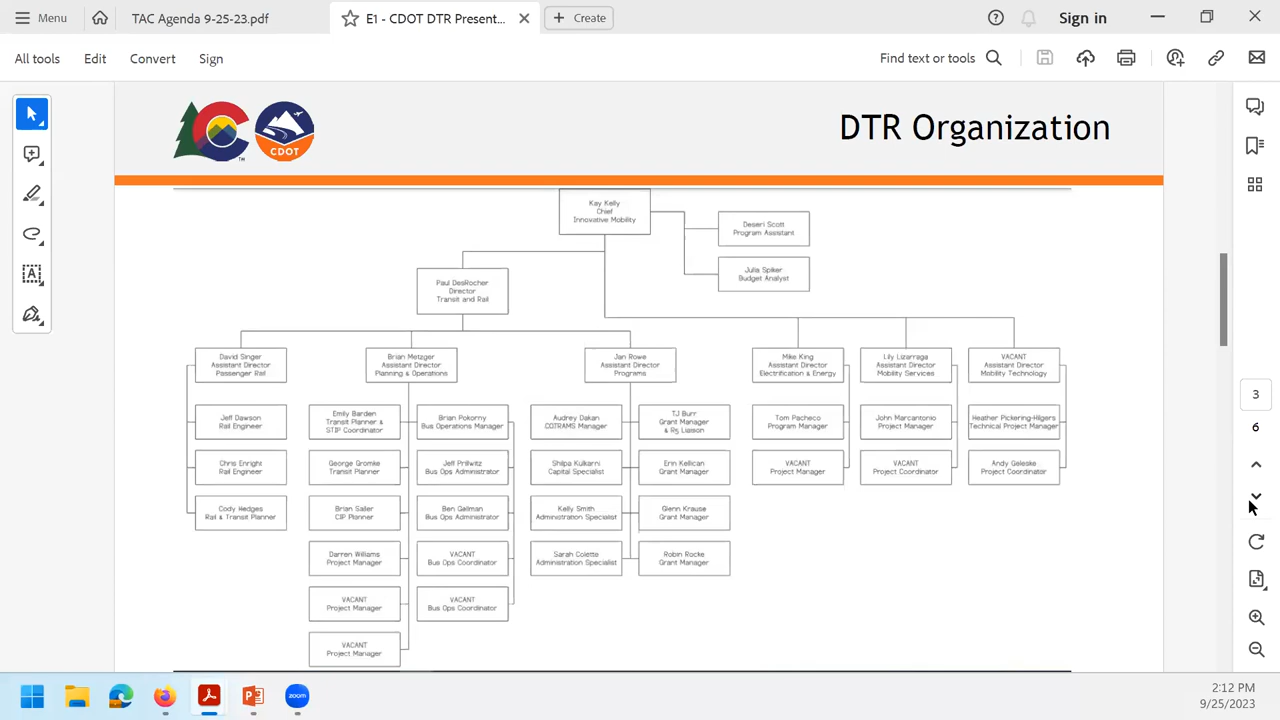 Menu
TAC Agenda 9-25-23.pdf
E1 - CDOT DTR Present...
Create
Sign in
All tools
Edit
Convert
Sign
Find text or tools
CDOT
TM
DTR Organization
Kay Kelly
Chief
Innovative Mobility
Deseri Scott
Program Assistant
Julia Spiker
Budget Analyst
Paul DesRocher
Director
Transit and Rail
David Singer
Assistant Director
Passenger Rail
Brian Metzger
Assistant Director
Planning & Operations
Jan Rowe
Assistant Director
Programs
Mike King
Assistant Director
Electrification & Energy
Lily Lizarraga
Assistant Director
Mobility Services
VACANT
Assistant Director
Mobility Technology
Jeff Dawson
Rail Engineer
Emily Barden
Transit Planner &
STIP Coordinator
Brian Pokorny
Bus Operations Manager
Audrey Dakan
COTRAMS Manager
TJ Burr
Grant Manager
& R5 Liaison
Tom Pacheco
Program Manager
John Marcantonio
Project Manager
Heather Pickering-Hilgers
Technical Project Manager
Chris Enright
Rail Engineer
George Gromke
Transit Planner
Jeff Prillwitz
Bus Ops Administrator
Shilpa Kulkarni
Capital Specialist
Erin Kellican
Grant Manager
VACANT
Project Manager
VACANT
Project Coordinator
Andy Geleske
Project Coordinator
Cody Hedges
Rail & Transit Planner
Brian Saller
CIP Planner
Ben Gellman
Bus Ops Administrator
Kelly Smith
Administration Specialist
Glenn Krause
Grant Manager
Darren Williams
Project Manager
VACANT
Bus Ops Coordinator
Sarah Colette
Administration Specialist
Robin Rocke
Grant Manager
VACANT
Project Manager
VACANT
Bus Ops Coordinator
VACANT
Project Manager
3
6
zoom
2:12 PM
9/25/2023